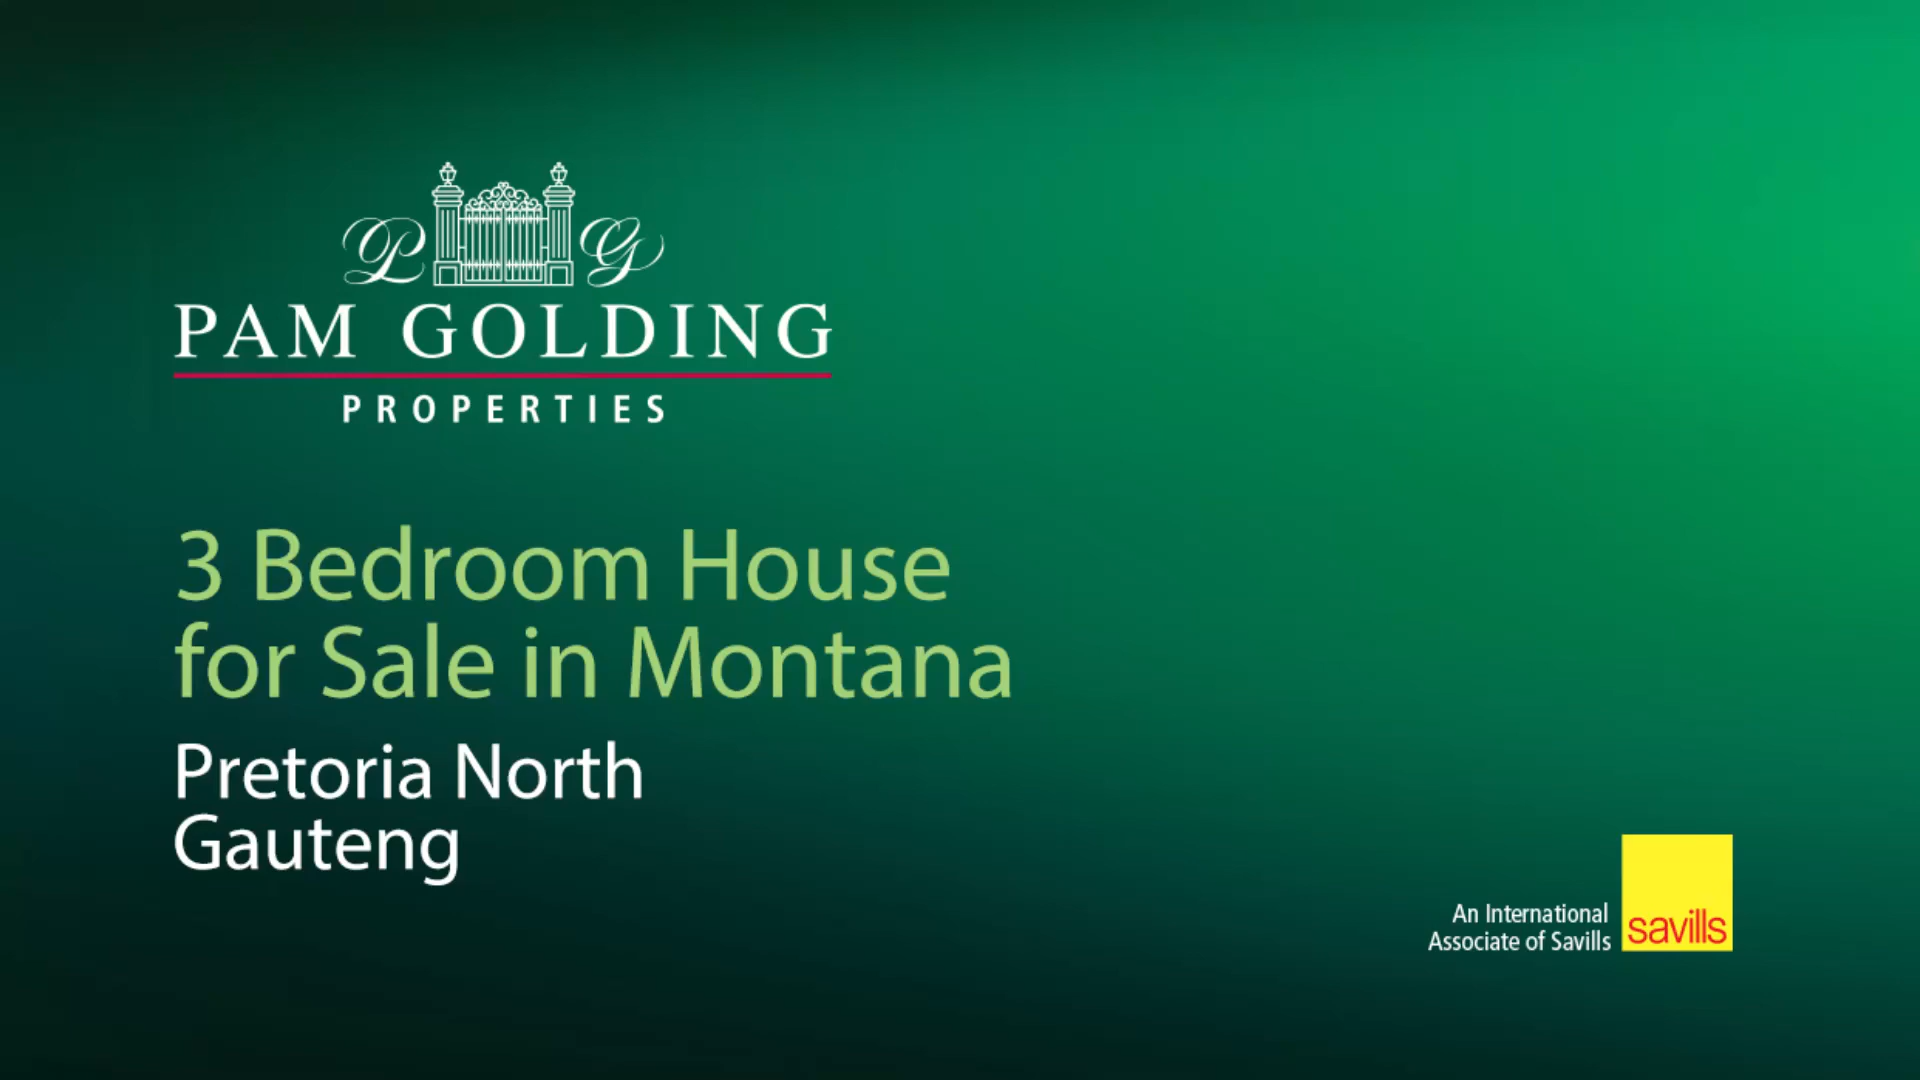 P G
PAM GOLDING
PROPERTIES
3 Bedroom House
for Sale in Montana
Pretoria North
Gauteng
An International
Associate of Savills
savills